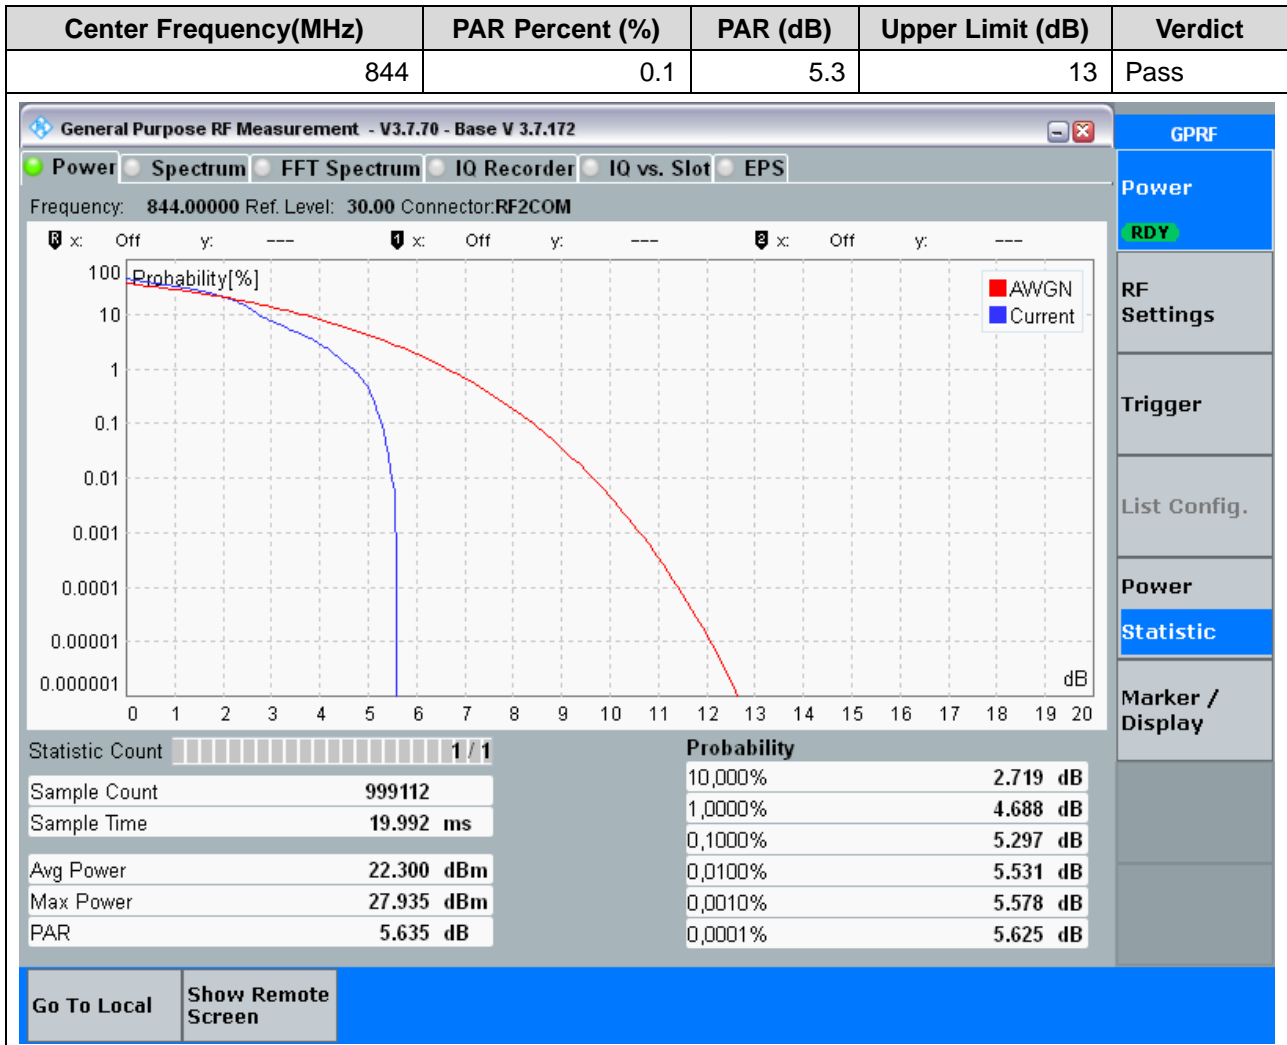 Center Frequency(MHz) PAR Percent (%) PAR (dB) Upper Limit (dB) Verdict
844 0.1 5.3 13 Pass
General Purpose RF Measurement - V3.7.70 - Base V 3.7.172
GPRF
Power Spectrum FFT Spectrum IQ Recorder IQ vs. Slot EPS
Power
RDY
Frequency: 844.00000 Ref. Level: 30.00 Connector:RF2COM
R x: Off y: --- 1 x: Off y: --- 2 x: Off y: ---
Probability[%]
AWGN
Current
100
10
1
0.1
0.01
0.001
0.0001
0.00001
0.000001
dB
0 1 2 3 4 5 6 7 8 9 10 11 12 13 14 15 16 17 18 19 20
RF
Settings
Trigger
List Config.
Power
Statistic
Marker /
Display
Statistic Count 1 / 1
Sample Count 999112
Sample Time 19.992 ms
Avg Power 22.300 dBm
Max Power 27.935 dBm
PAR 5.635 dB
Probability
10,000% 2.719 dB
1,0000% 4.688 dB
0,1000% 5.297 dB
0,0100% 5.531 dB
0,0010% 5.578 dB
0,0001% 5.625 dB
Go To Local
Show Remote
Screen